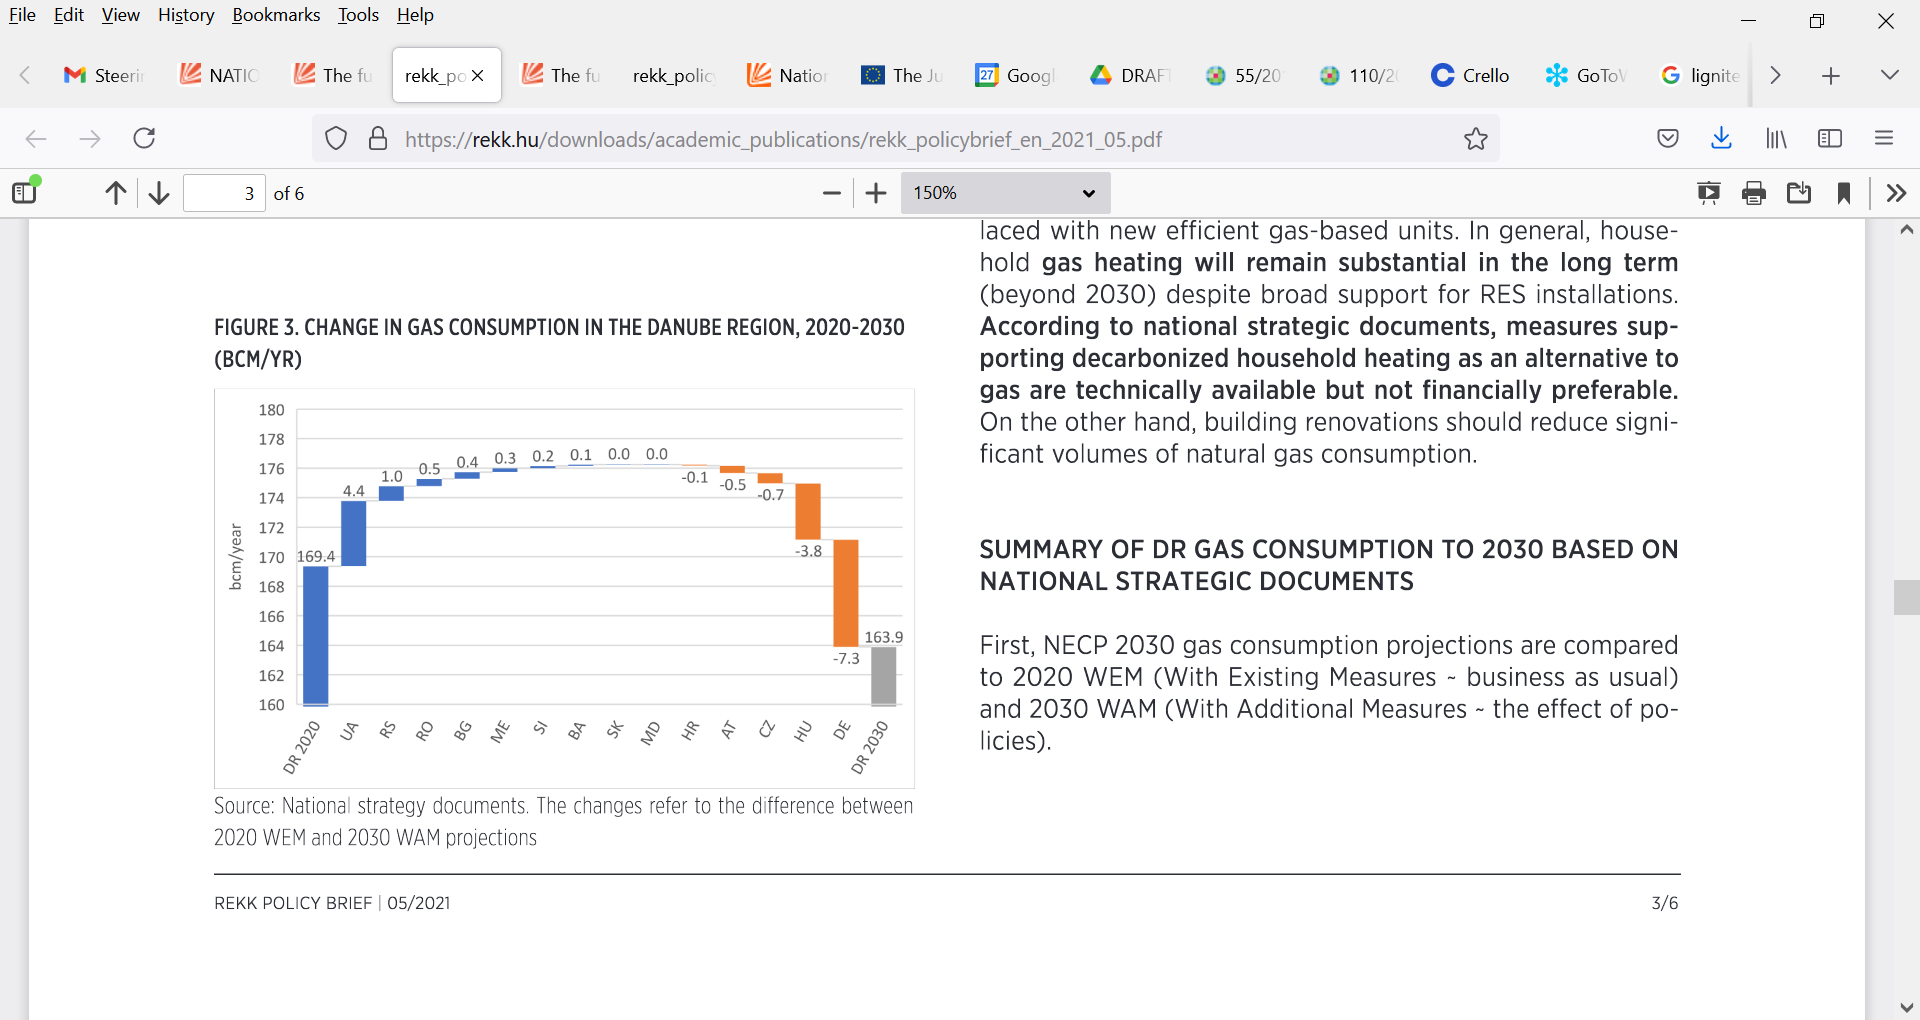 File Edit View History Bookmarks Tools Help
Steerin NATIO The fu rekk_po The fu rekk_polic Nation The Ju 27 Googl DRAFT 55/20 110/20 Crello GoToW lignite
https://rekk.hu/downloads/academic_publications/rekk_policybrief_en_2021_05.pdf
3 of 6 150%
laced with new efficient gas-based units. In general, house-
hold gas heating will remain substantial in the long term
(beyond 2030) despite broad support for RES installations.
According to national strategic documents, measures sup-
porting decarbonized household heating as an alternative to
gas are technically available but not financially preferable.
On the other hand, building renovations should reduce signi-
ficant volumes of natural gas consumption.
SUMMARY OF DR GAS CONSUMPTION TO 2030 BASED ON
NATIONAL STRATEGIC DOCUMENTS
First, NECP 2030 gas consumption projections are compared
to 2020 WEM (With Existing Measures ~ business as usual)
and 2030 WAM (With Additional Measures ~ the effect of po-
licies).
FIGURE 3. CHANGE IN GAS CONSUMPTION IN THE DANUBE REGION, 2020-2030
(BCM/YR)
bcm/year
180
178
176
174
172
170
168
166
164
162
160
169.4 4.4 1.0 0.5 0.4 0.3 0.2 0.1 0.0 0.0 -0.1 -0.5 -0.7 -3.8 -7.3 163.9
DR 2020 UA RS RO BG ME SI BA SK MD HR AT CZ HU DE DR 2030
Source: National strategy documents. The changes refer to the difference between
2020 WEM and 2030 WAM projections
REKK POLICY BRIEF | 05/2021
3/6